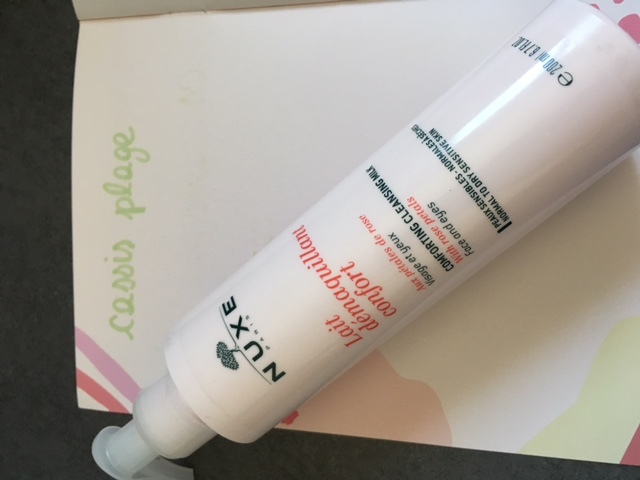 cassis plage
NUXE
PARIS
Lait
démaquillant
confort
Aux pétales de rose
Visage et yeux
COMFORTING CLEANSING MILK
With rose petals
Face and eyes
PEAUX SENSIBLES - NORMALES À SÈCHES
NORMAL TO DRY SENSITIVE SKIN
200 ml 6.7 FL.OZ.
e